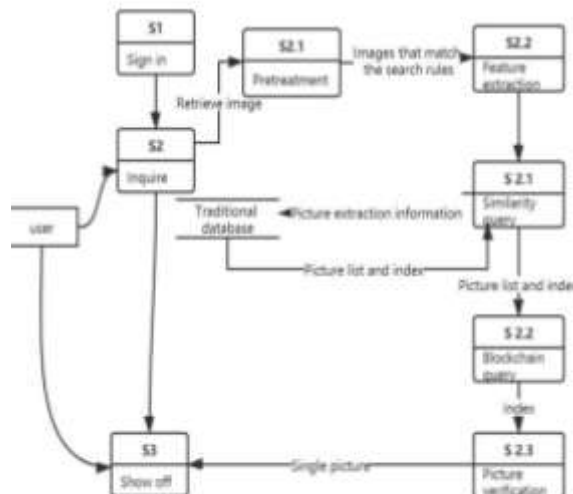 S1
Sign in
S2.1
Pretreatment
Images that match
the search rules
S2.2
Feature
extraction
Retrieve image
S2
Inquire
S 2.1
Similarity
query
user
Traditional
database
Picture extraction information
Picture list and index
Picture list and index
S 2.2
Blockchain
query
index
S3
Show off
Single picture
S 2.3
Picture
verification